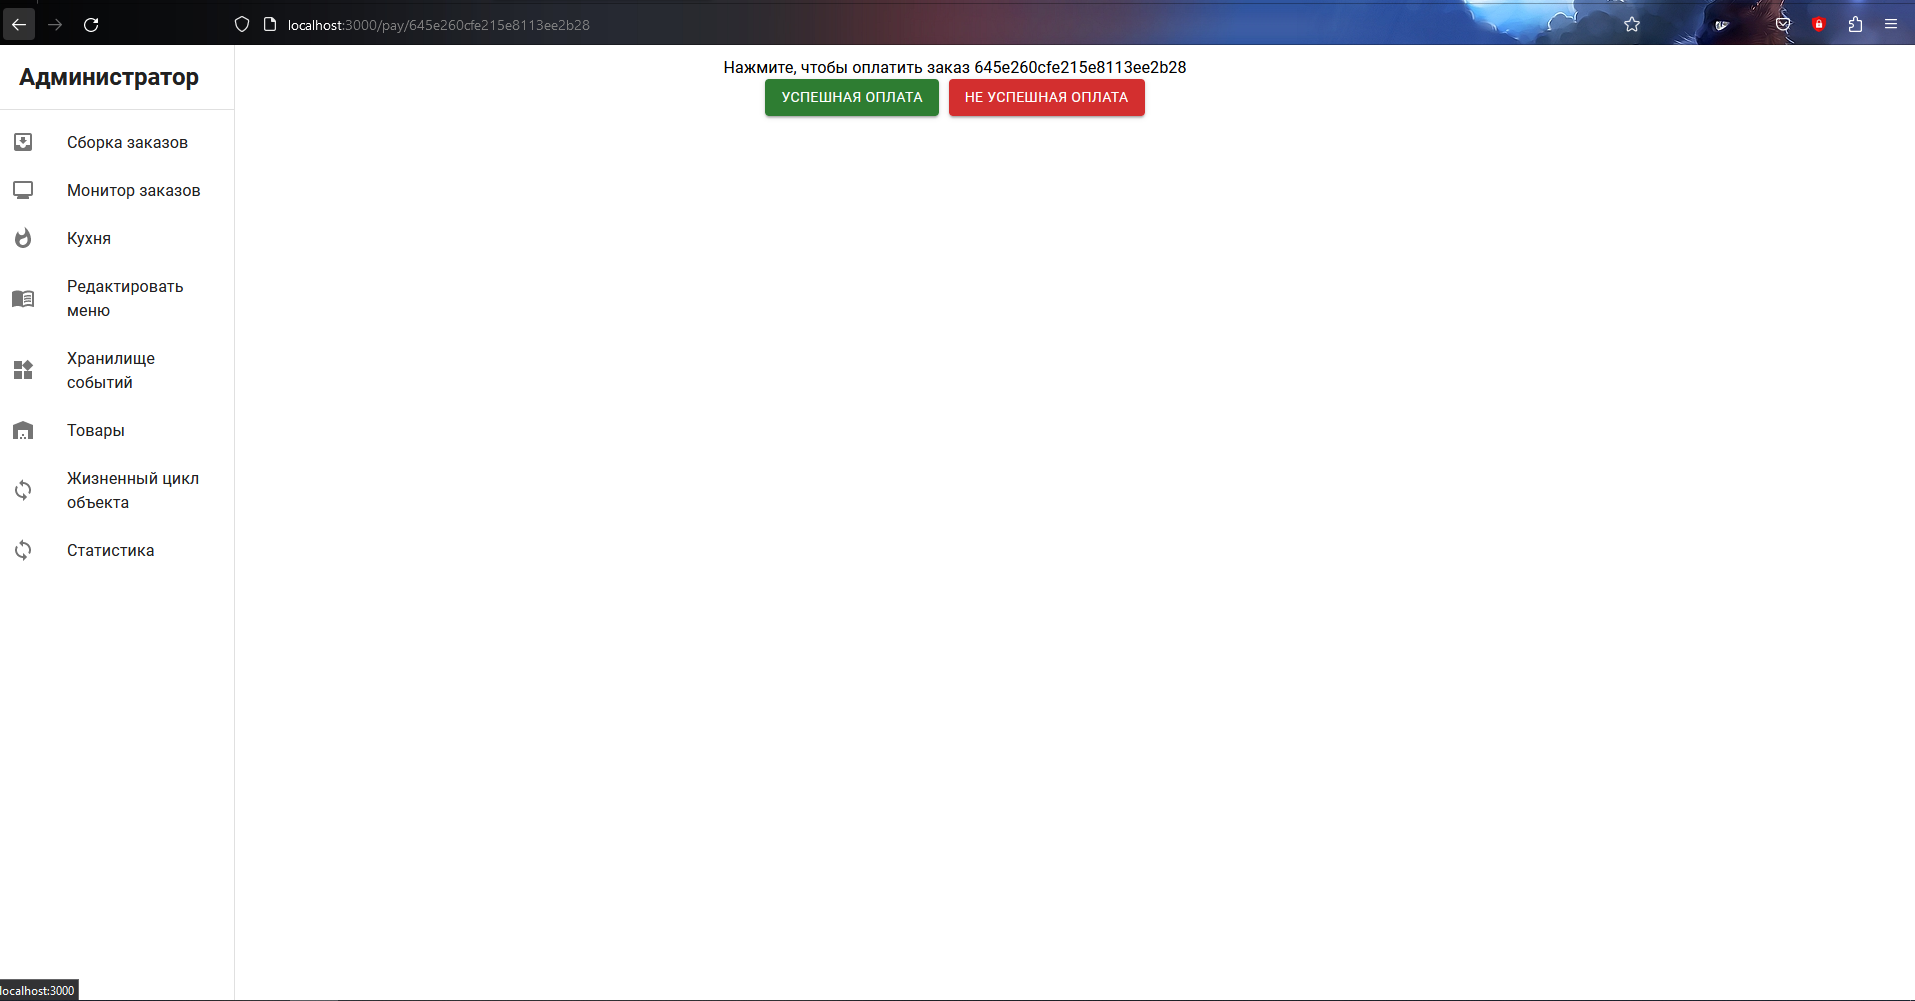 localhost:3000/pay/645e260cfe215e8113ee2b28
Администратор
Сборка заказов
Монитор заказов
Кухня
Редактировать
меню
Хранилище
событий
Товары
Жизненный цикл
объекта
Статистика
Нажмите, чтобы оплатить заказ 645e260cfe215e8113ee2b28
УСПЕШНАЯ ОПЛАТА
НЕ УСПЕШНАЯ ОПЛАТА
localhost:3000